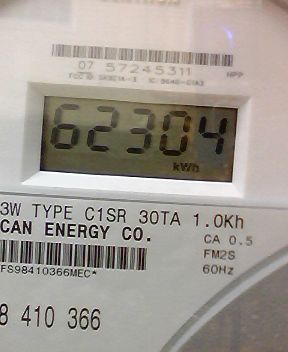 07 57245311 HPP
62304
kWh
3W TYPE C1SR 30TA 1.0Kh
CAN ENERGY CO.
CA 0.5
FM2S
60Hz
FS98410366MEC*
8 410 366